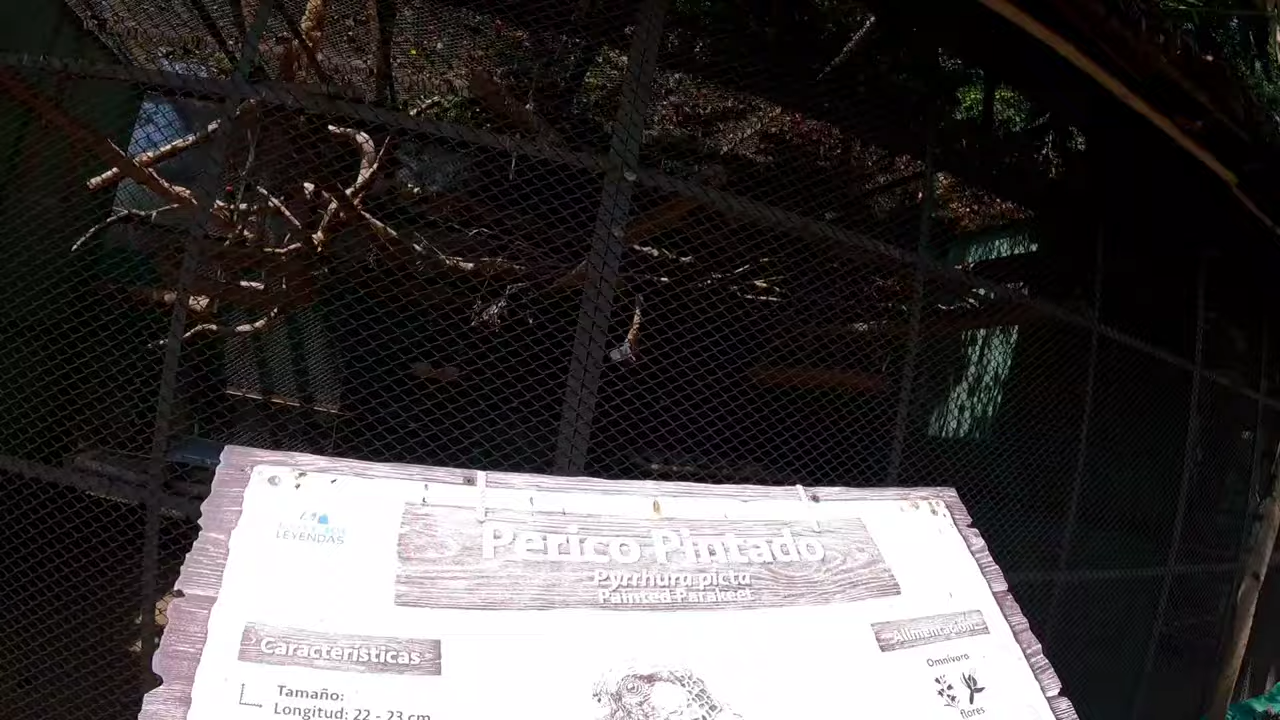 LEYENDAS
Perico Pintado
Pyrrhura picta
Painted Parakeet
Características
Tamaño:
Longitud: 22 - 23 cm
Alimentación:
Omnívoro
flores